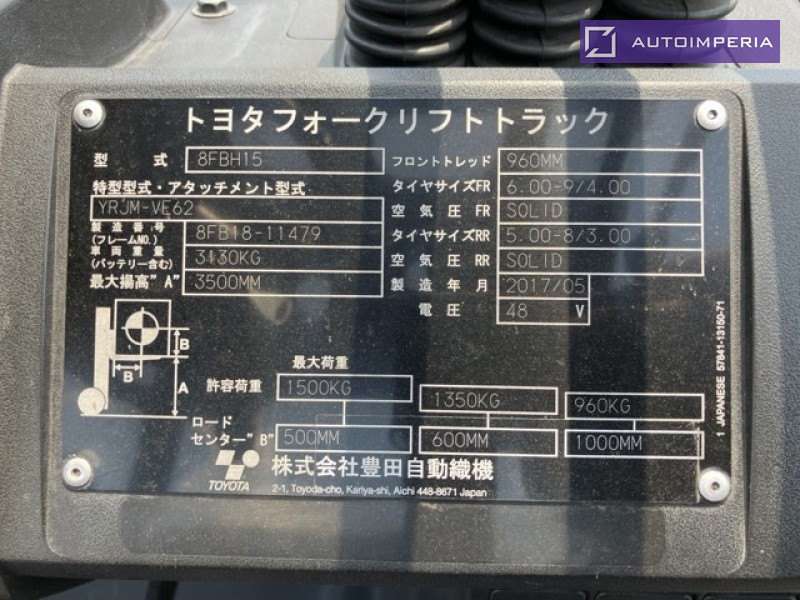 AUTOIMPERIA
トヨタフォークリフトトラック
型 式 8FBH15 フロントトレッド 960MM
特型型式・アタッチメント型式 タイヤサイズFR 6.00-9/4.00
YRJM-VE62 空気圧 FR SOLID
製造番号 (フレームNO.) 8FB18-11479 タイヤサイズRR 5.00-8/3.00
車両重量 (バッテリー含む) 3130KG 空気圧 RR SOLID
最大揚高"A" 3500MM 製造年月 2017/05
電圧 48 V
B
B
A
最大荷重
許容荷重 1500KG 1350KG 960KG
ロード
センター"B" 500MM 600MM 1000MM
TOYOTA 株式会社豊田自動織機
2-1, Toyoda-cho, Kariya-shi, Aichi 448-8671 Japan
1 JAPANESE 57841-13150-71